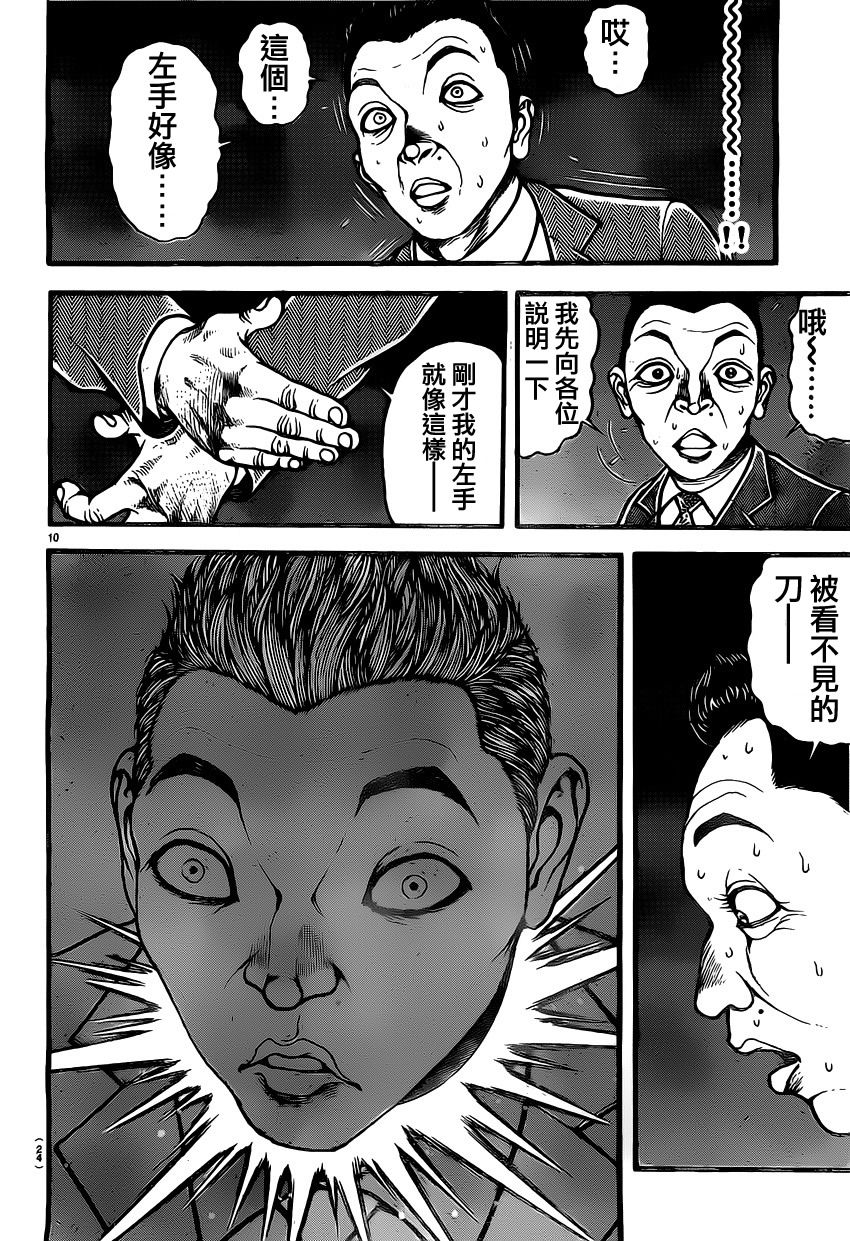 ～～～～～……!!
哎…
這個…
左手好像……
哦～～……
我先向各位
説明一下
剛才我的左手
就像這樣——
10
被看不見的
刀——
(24)